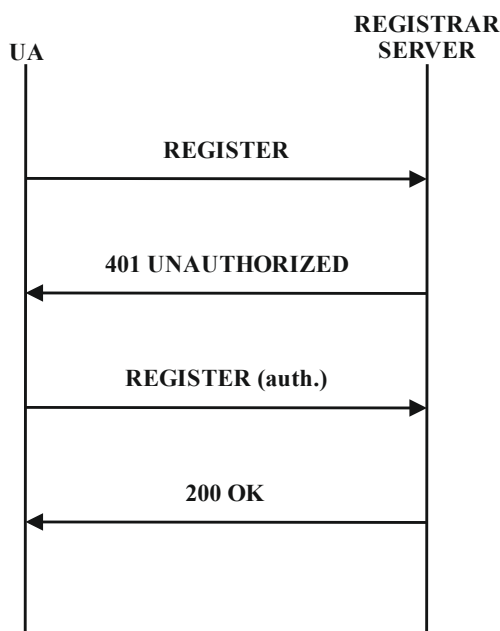 UA
REGISTRAR
SERVER
REGISTER
401 UNAUTHORIZED
REGISTER (auth.)
200 OK